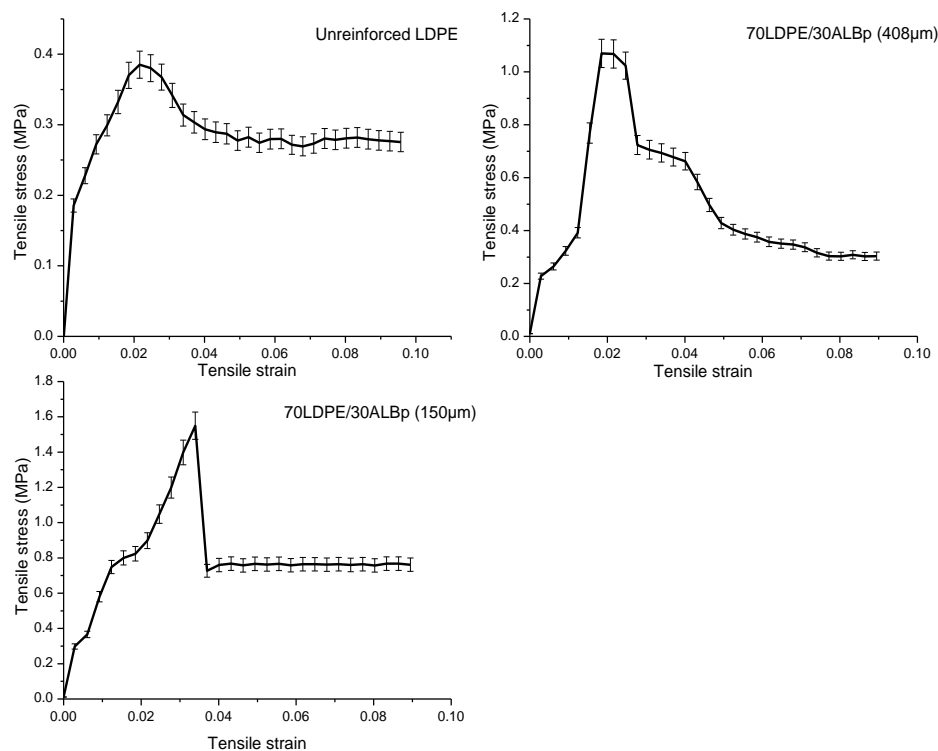 Unreinforced LDPE
Tensile stress (MPa)
0.4
0.3
0.2
0.1
0.0
0.00 0.02 0.04 0.06 0.08 0.10
Tensile strain
70LDPE/30ALBp (408μm)
Tensile stress (MPa)
1.2
1.0
0.8
0.6
0.4
0.2
0.0
0.00 0.02 0.04 0.06 0.08 0.10
Tensile strain
70LDPE/30ALBp (150μm)
Tensile stress (MPa)
1.8
1.6
1.4
1.2
1.0
0.8
0.6
0.4
0.2
0.0
0.00 0.02 0.04 0.06 0.08 0.10
Tensile strain